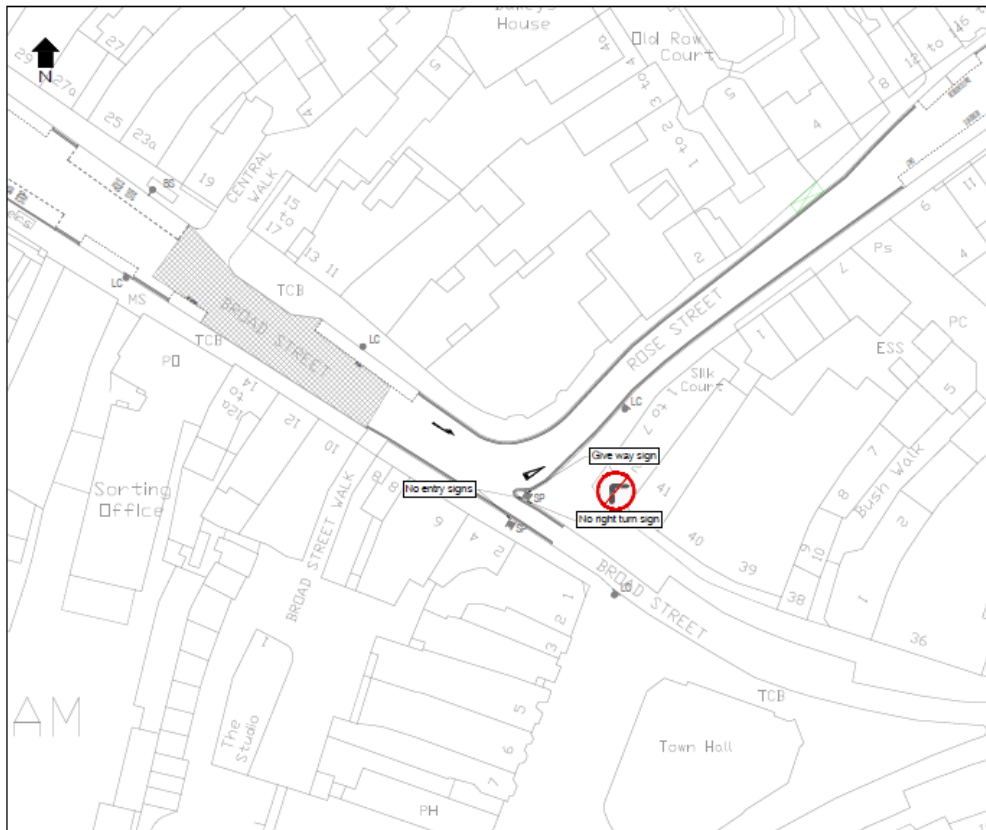 House
Old Row
Court
N
29
27a
27
25
23a
19
4
5
CENTRAL
WALK
15
to
17
13
11
TCB
BS
LC
MS
TCB
PO
BROAD STREET
LC
14
to
12a
12
10
8
6
4
2
Sorting
Office
BROAD STREET WALK
1
The
Studio
AM
4a
4
3 to
1 to 2
5
4
8
12 to 146
2
ROSE STREET
11
9
7
4
Ps
PC
ESS
5
1
Silk
Court
1 to 7
LC
Give way sign
No entry signs
SP
No right turn sign
SP
41
40
39
38
36
7
8
9
10
2
1
Bush Walk
BROAD STREET
LC
1
2
3
5
6
7
PH
TCB
Town Hall